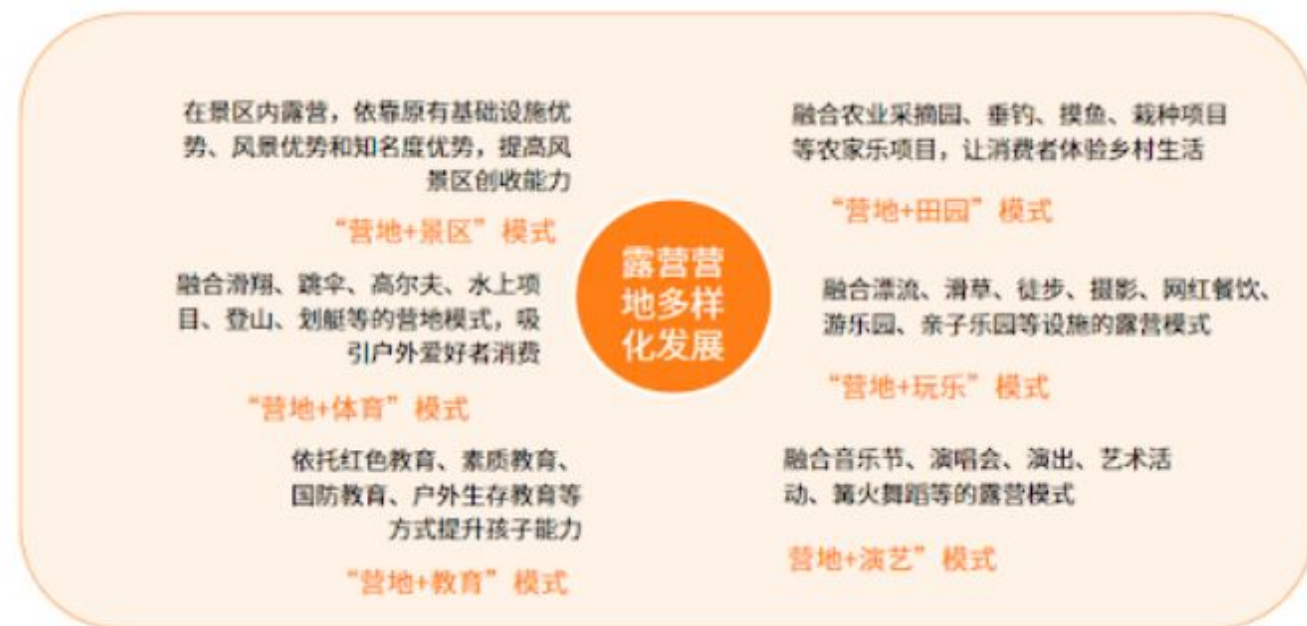 在景区内露营，依靠原有基础设施优
势、风景优势和知名度优势，提高风
景区创收能力
“营地+景区”模式
融合滑翔、跳伞、高尔夫、水上项
目、登山、划艇等的营地模式，吸
引户外爱好者消费
“营地+体育”模式
依托红色教育、素质教育、
国防教育、户外生存教育等
方式提升孩子能力
“营地+教育”模式
露营营
地多样
化发展
融合农业采摘园、垂钓、摸鱼、栽种项目
等农家乐项目，让消费者体验乡村生活
“营地+田园”模式
融合漂流、滑草、徒步、摄影、网红餐饮、
游乐园、亲子乐园等设施的露营模式
“营地+玩乐”模式
融合音乐节、演唱会、演出、艺术活
动、篝火舞蹈等的露营模式
营地+演艺”模式